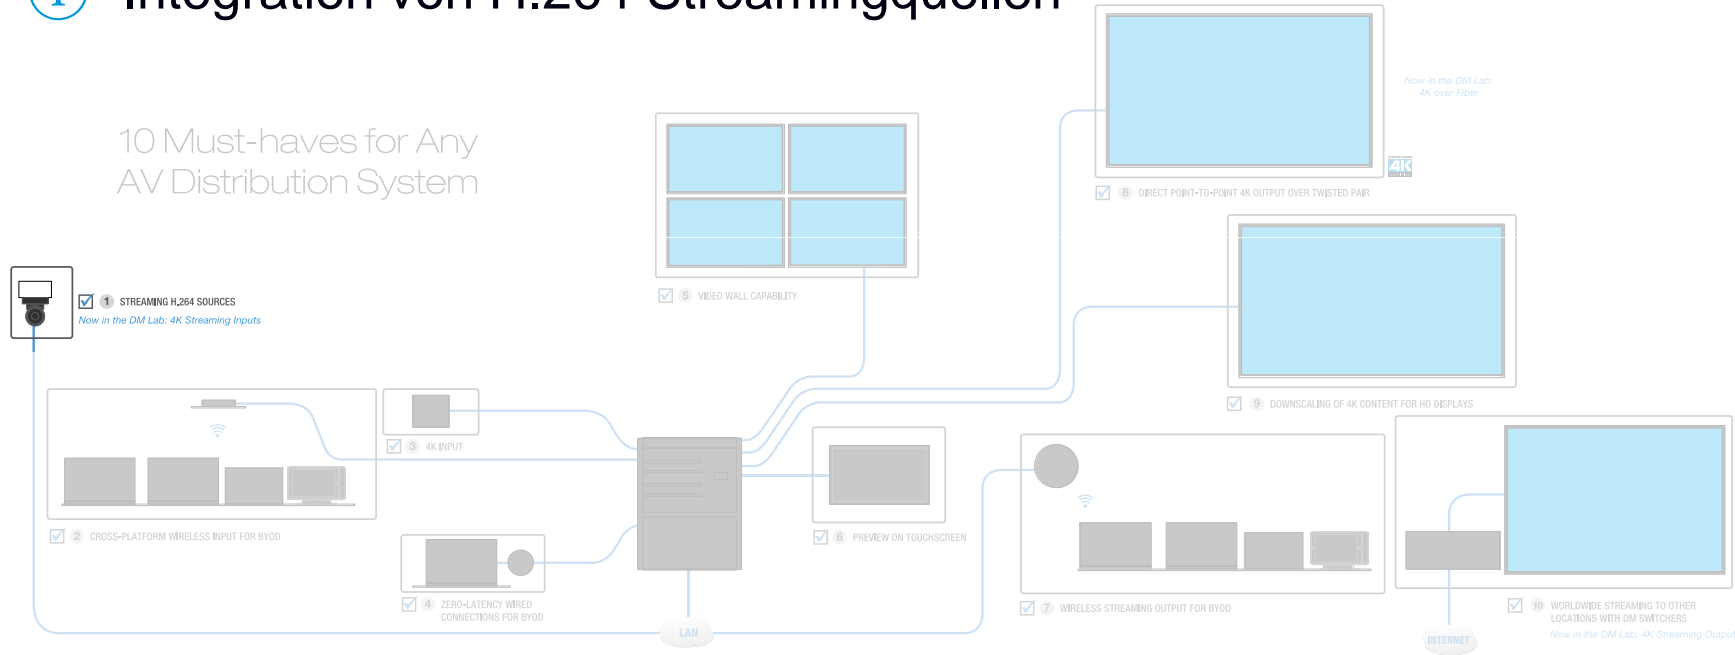 1 Integration von H.264 Streamingquellen
Now in the DM Lab:
4K over Fiber
10 Must-haves for Any
AV Distribution System
4K
8 DIRECT POINT-TO-POINT 4K OUTPUT OVER TWISTED PAIR
1 STREAMING H.264 SOURCES
Now in the DM Lab: 4K Streaming Inputs
5 VIDEO WALL CAPABILITY
9 DOWNSCALING OF 4K CONTENT FOR HD DISPLAYS
3 4K INPUT
2 CROSS-PLATFORM WIRELESS INPUT FOR BYOD
6 PREVIEW ON TOUCHSCREEN
4 ZERO-LATENCY WIRED
CONNECTIONS FOR BYOD
7 WIRELESS STREAMING OUTPUT FOR BYOD
10 WORLDWIDE STREAMING TO OTHER
LOCATIONS WITH DM SWITCHERS
Now in the DM Lab: 4K Streaming Output
LAN
INTERNET